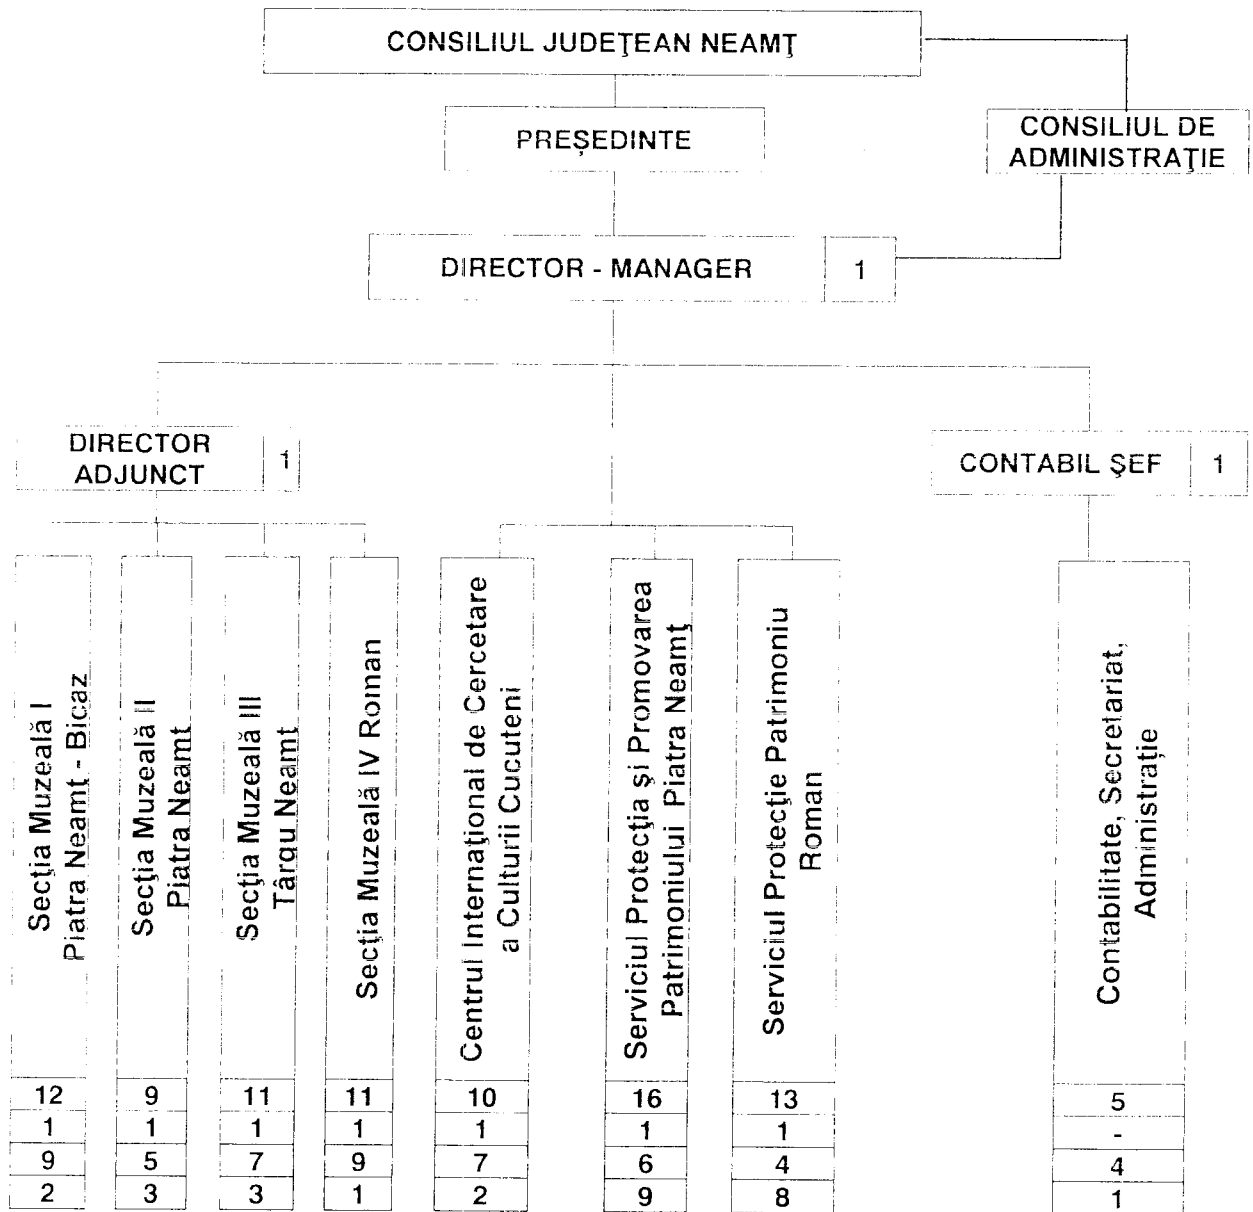 CONSILIUL JUDEŢEAN NEAMŢ
PREŞEDINTE
CONSILIUL DE
ADMINISTRAŢIE
DIRECTOR - MANAGER 1
DIRECTOR
ADJUNCT
1
CONTABIL ŞEF 1
Secţia Muzeală I
Piatra Neamţ - Bicaz
Secţia Muzeală II
Piatra Neamţ
Secţia Muzeală III
Târgu Neamţ
Secţia Muzeală IV Roman
Centrul Internaţional de Cercetare
a Culturii Cucuteni
Serviciul Protecţia şi Promovarea
Patrimoniului Piatra Neamţ
Serviciul Protecţie Patrimoniu
Roman
Contabilitate, Secretariat,
Administraţie
12 9 11 11 10 16 13 5
1 1 1 1 1 1 1 -
9 5 7 9 7 6 4 4
2 3 3 1 2 9 8 1